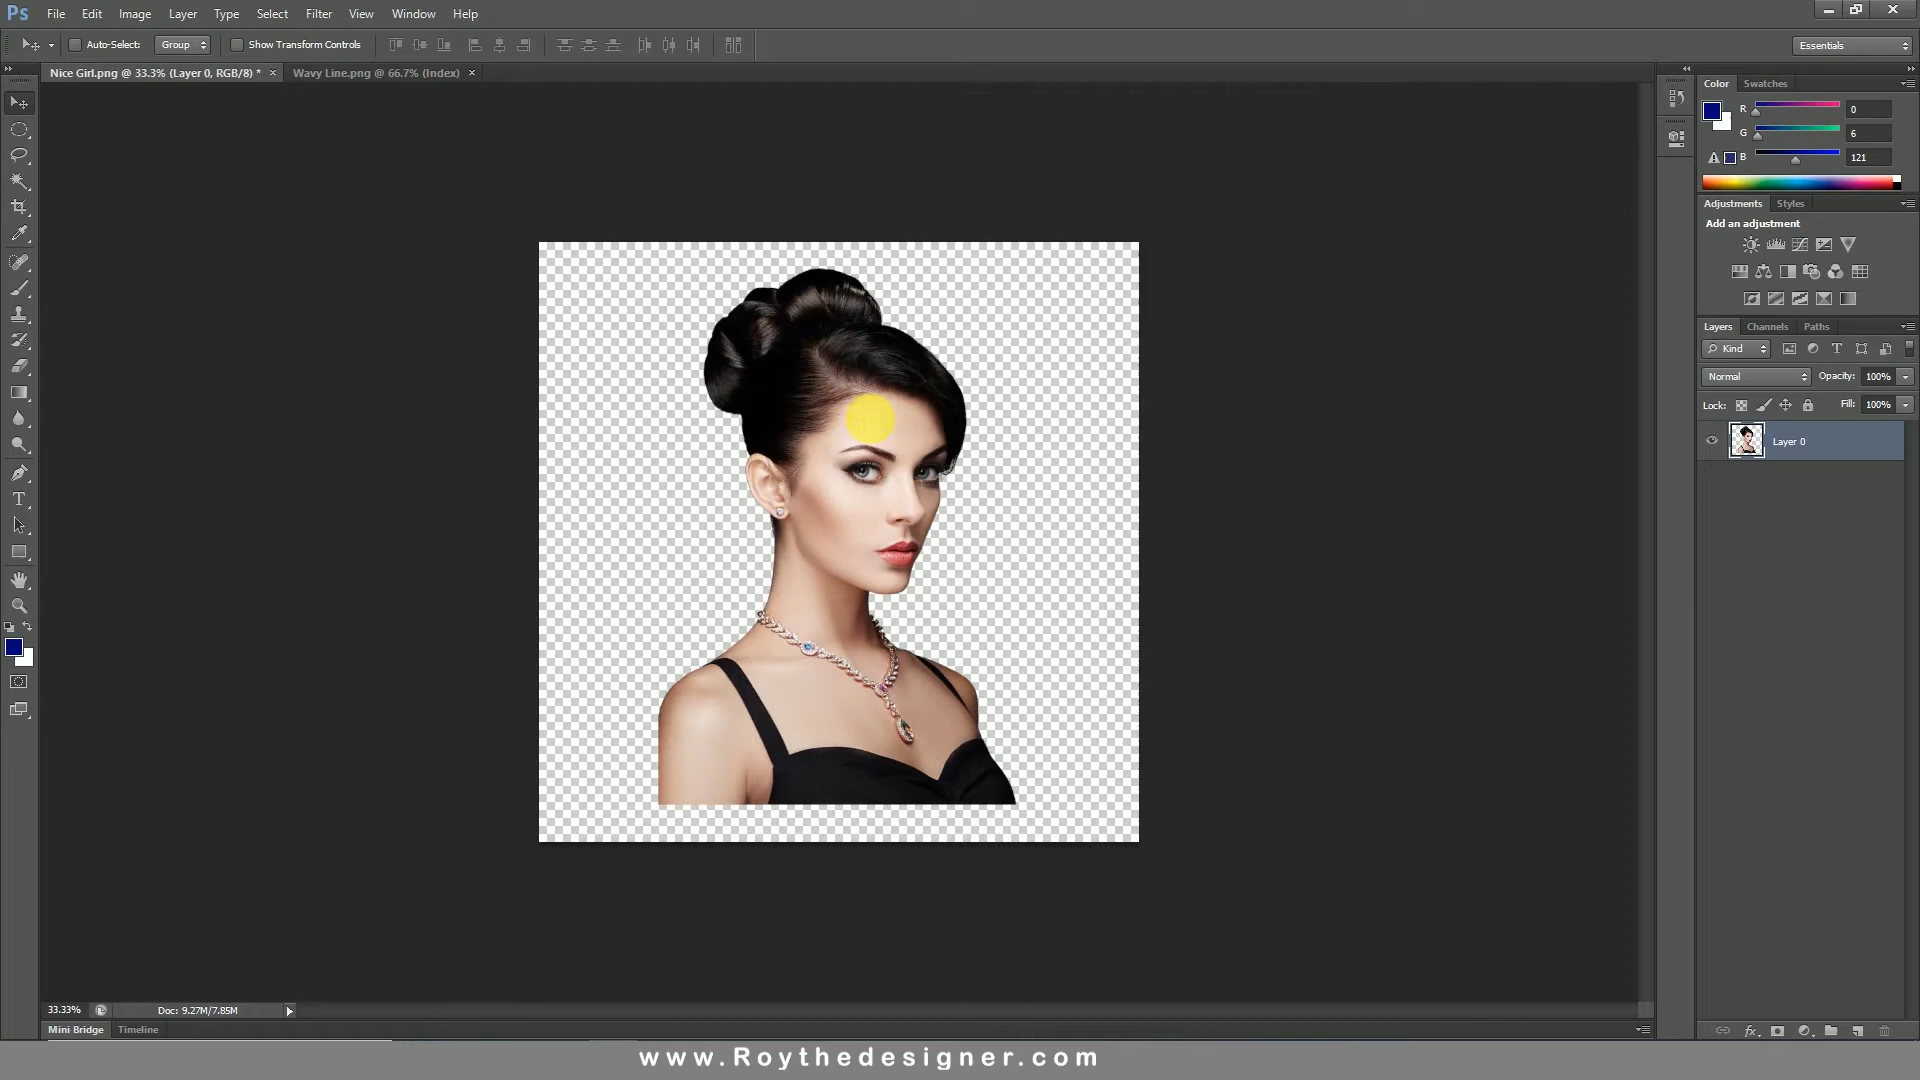 Ps File Edit Image Layer Type Select Filter View Window Help
Auto-Select: Group Show Transform Controls Essentials
Nice Girl.png @ 33.3% (Layer 0, RGB/8) * × Wavy Line.png @ 66.7% (Index) ×
Color Swatches
R 0
G 6
B 121
Adjustments Styles
Add an adjustment
Layers Channels Paths
Kind T
Normal Opacity: 100%
Lock: Fill: 100%
Layer 0
T
33.33% Doc: 9.27M/7.85M
Mini Bridge Timeline
fx
www.Roythedesigner.com